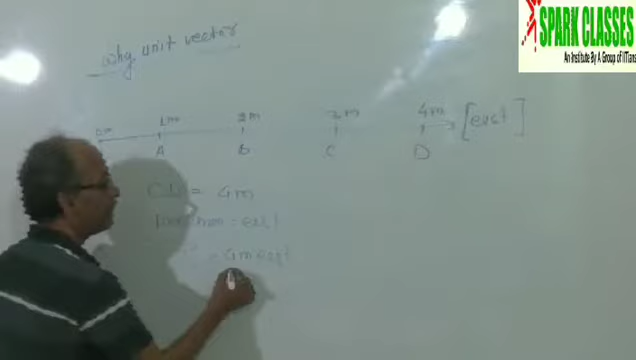 SPARK CLASSES
An Institute By A Group of IITians
why unit vector
0m 1m 2m 3m 4m [east]
A B C D
= 4m
: east
= 4m east